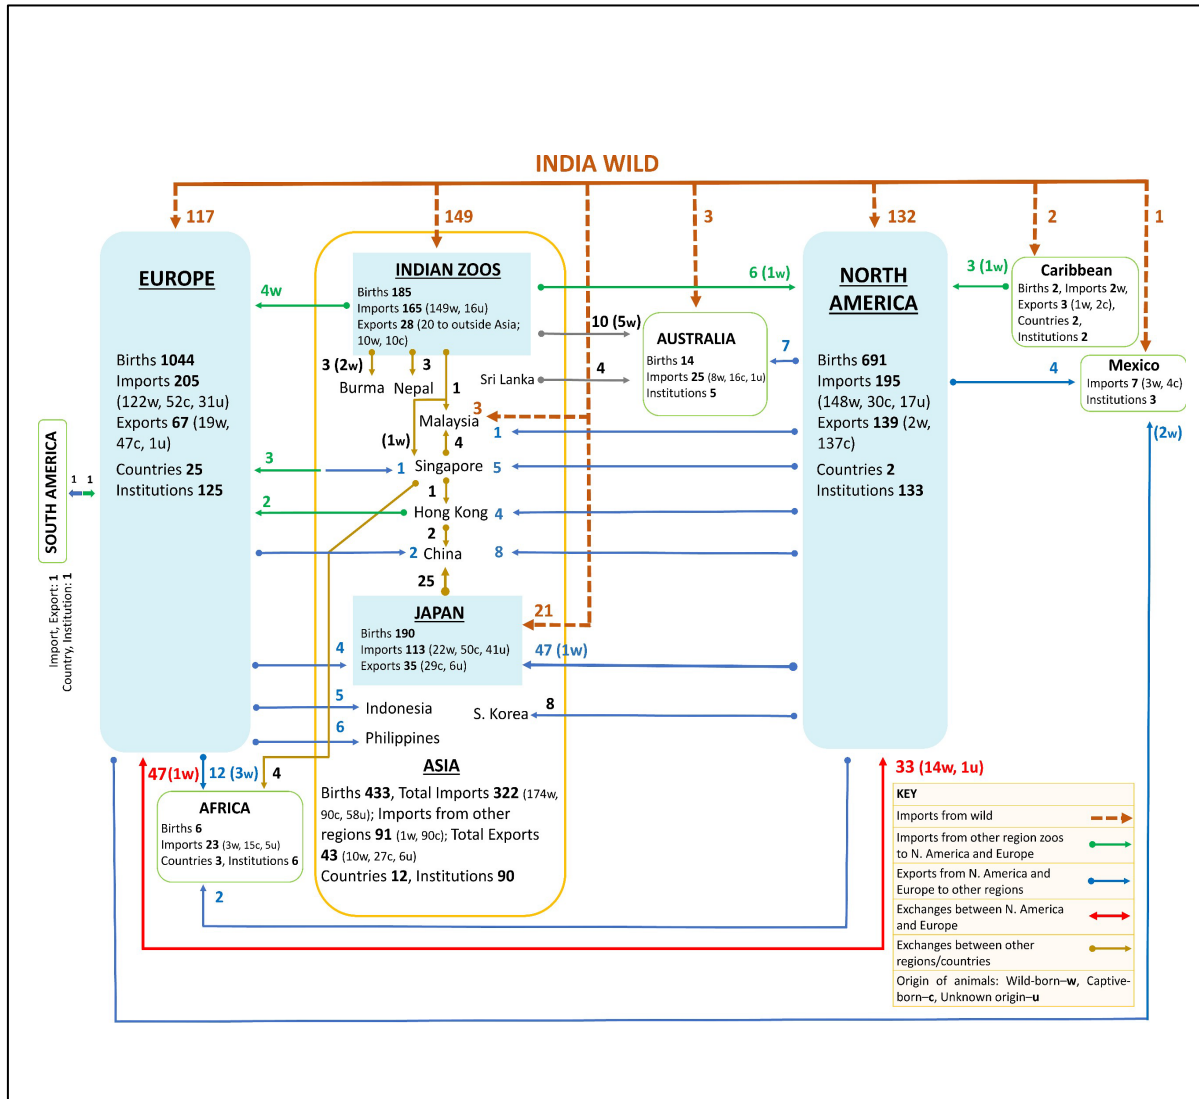 INDIA WILD
117
149
3
132
2
1
EUROPE
Births 1044
Imports 205
(122w, 52c, 31u)
Exports 67 (19w,
47c, 1u)
Countries 25
Institutions 125
4w
INDIAN ZOOS
Births 185
Imports 165 (149w, 16u)
Exports 28 (20 to outside Asia;
10w, 10c)
6 (1w)
10 (5w)
4
7
AUSTRALIA
Births 14
Imports 25 (8w, 16c, 1u)
Institutions 5
NORTH
AMERICA
Births 691
Imports 195
(148w, 30c, 17u)
Exports 139 (2w,
137c)
Countries 2
Institutions 133
3 (1w)
Caribbean
Births 2, Imports 2w,
Exports 3 (1w, 2c),
Countries 2,
Institutions 2
4
Mexico
Imports 7 (3w, 4c)
Institutions 3
(2w)
3 (2w)
3
1
Burma
Nepal
Sri Lanka
3
Malaysia
1
(1w)
4
3
1
Singapore
5
1
2
Hong Kong
4
2
2
China
8
25
SOUTH AMERICA
1
1
Import, Export: 1
Country, Institution: 1
JAPAN
Births 190
Imports 113 (22w, 50c, 41u)
Exports 35 (29c, 6u)
21
4
47 (1w)
5
Indonesia
S. Korea
8
6
Philippines
ASIA
Births 433, Total Imports 322 (174w,
90c, 58u); Imports from other
regions 91 (1w, 90c); Total Exports
43 (10w, 27c, 6u)
Countries 12, Institutions 90
47(1w)
12 (3w)
4
AFRICA
Births 6
Imports 23 (3w, 15c, 5u)
Countries 3, Institutions 6
2
33 (14w, 1u)
KEY
Imports from wild
Imports from other region zoos
to N. America and Europe
Exports from N. America and
Europe to other regions
Exchanges between N. America
and Europe
Exchanges between other
regions/countries
Origin of animals: Wild-born–w, Captive-
born–c, Unknown origin–u